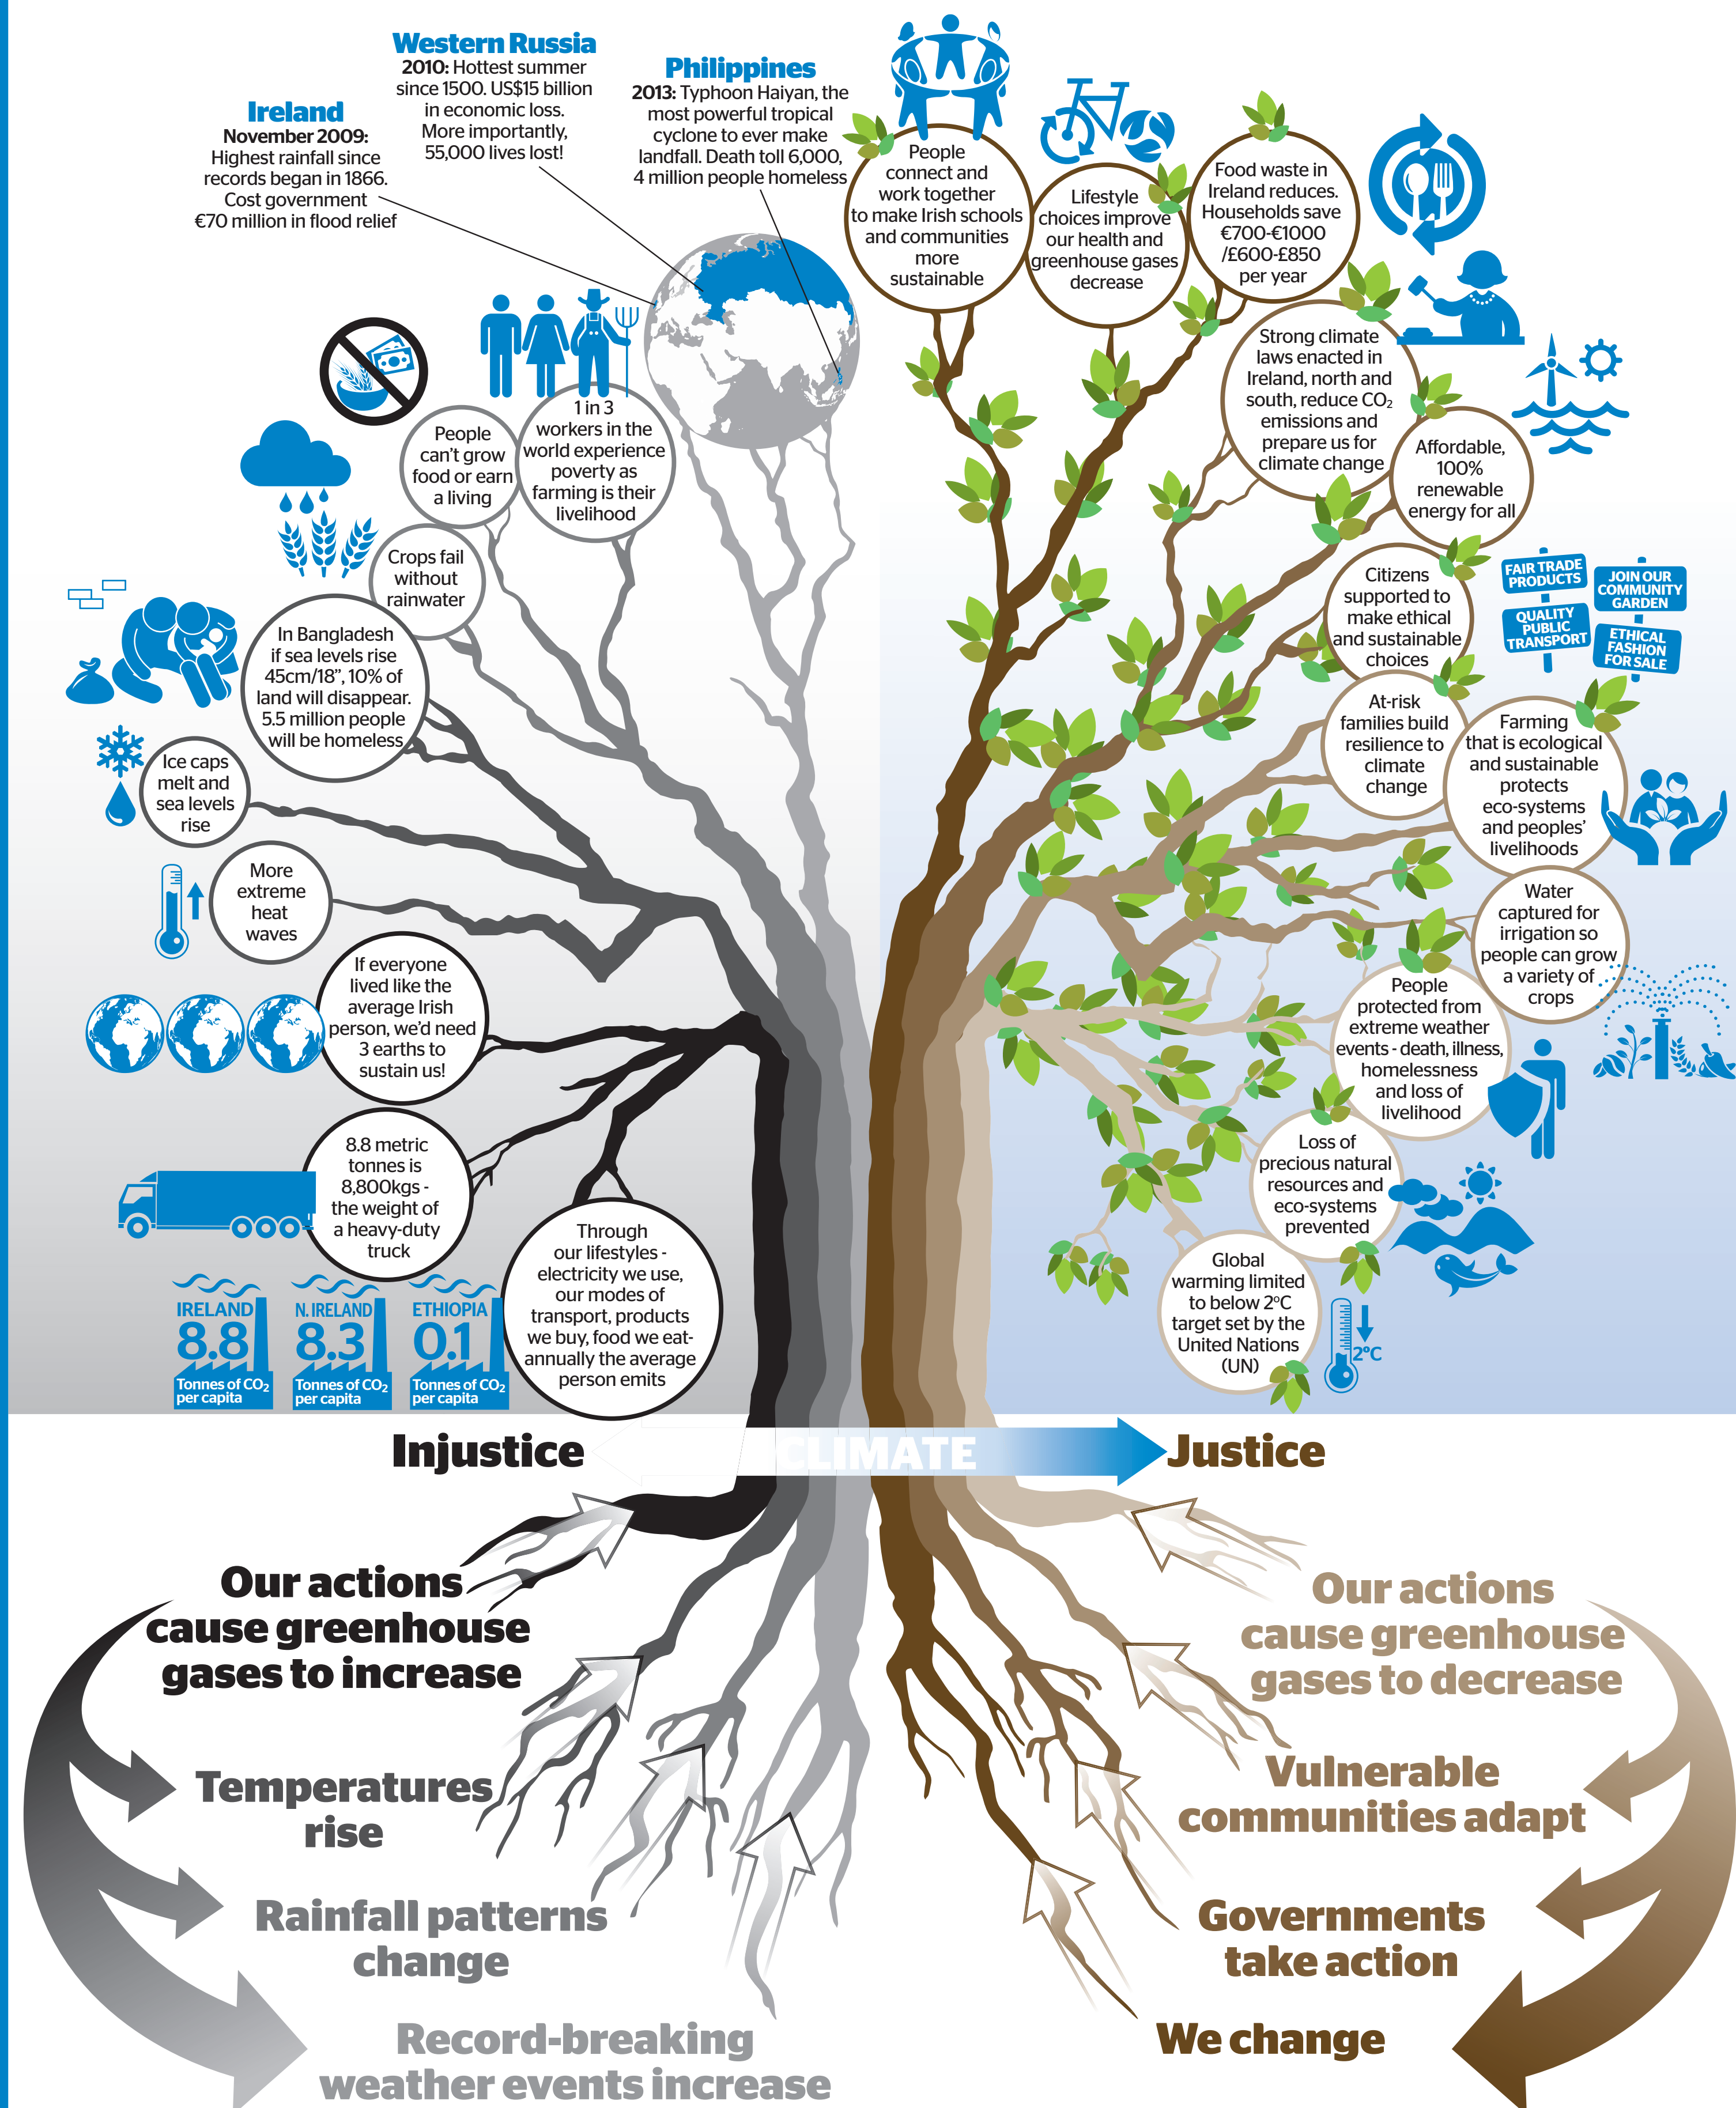 Western Russia
2010: Hottest summer
since 1500. US$15 billion
in economic loss.
More importantly,
55,000 lives lost!
Philippines
2013: Typhoon Haiyan, the
most powerful tropical
cyclone to ever make
landfall. Death toll 6,000,
4 million people homeless
Ireland
November 2009:
Highest rainfall since
records began in 1866.
Cost government
€70 million in flood relief
1 in 3
workers in the
world experience
poverty as
farming is their
livelihood
People
can't grow
food or earn
a living
Crops fail
without
rainwater
In Bangladesh
if sea levels rise
45cm/18”, 10% of
land will disappear.
5.5 million people
will be homeless
Ice caps
melt and
sea levels
rise
More
extreme
heat
waves
If everyone
lived like the
average Irish
person, we'd need
3 earths to
sustain us!
8.8 metric
tonnes is
8,800kgs -
the weight of
a heavy-duty
truck
Through
our lifestyles -
electricity we use,
our modes of
transport, products
we buy, food we eat-
annually the average
person emits
IRELAND
8.8
Tonnes of CO₂
per capita
N. IRELAND
8.3
Tonnes of CO₂
per capita
ETHIOPIA
0.1
Tonnes of CO₂
per capita
People
connect and
work together
to make Irish schools
and communities
more
sustainable
Lifestyle
choices improve
our health and
greenhouse gases
decrease
Food waste in
Ireland reduces.
Households save
€700-€1000
/£600-£850
per year
Strong climate
laws enacted in
Ireland, north and
south, reduce CO₂
emissions and
prepare us for
climate change
Affordable,
100%
renewable
energy for all
Citizens
supported to
make ethical
and sustainable
choices
FAIR TRADE
PRODUCTS
QUALITY
PUBLIC
TRANSPORT
JOIN OUR
COMMUNITY
GARDEN
ETHICAL
FASHION
FOR SALE
At-risk
families build
resilience to
climate
change
Farming
that is ecological
and sustainable
protects
eco-systems
and peoples'
livelihoods
Water
captured for
irrigation so
people can grow
a variety of
crops
People
protected from
extreme weather
events - death, illness,
homelessness
and loss of
livelihood
Loss of
precious natural
resources and
eco-systems
prevented
Global
warming limited
to below 2°C
target set by the
United Nations
(UN)
2°C
Injustice
CLIMATE
Justice
Our actions
cause greenhouse
gases to increase
Temperatures
rise
Rainfall patterns
change
Record-breaking
weather events increase
Our actions
cause greenhouse
gases to decrease
Vulnerable
communities adapt
Governments
take action
We change